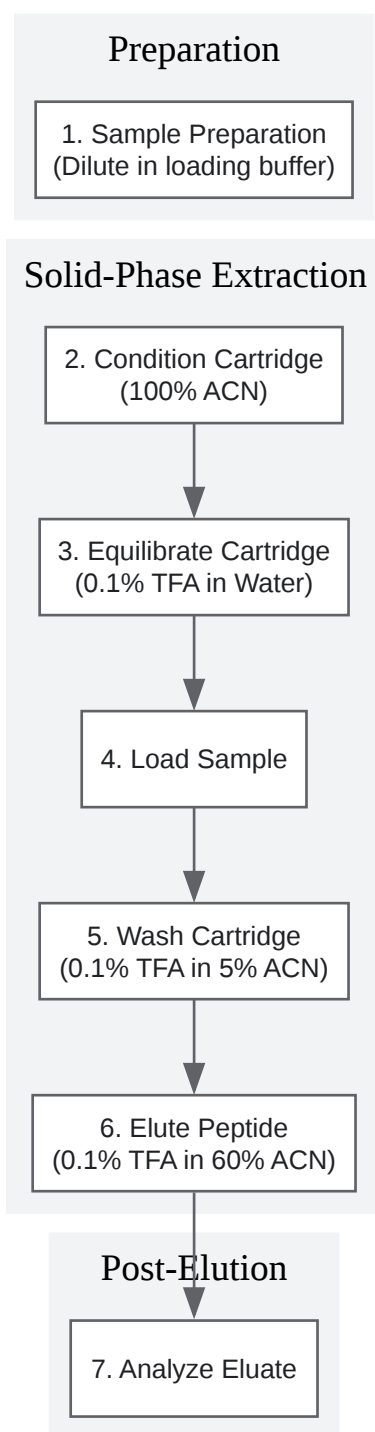 Preparation
1. Sample Preparation
(Dilute in loading buffer)
Solid-Phase Extraction
2. Condition Cartridge
(100% ACN)
3. Equilibrate Cartridge
(0.1% TFA in Water)
4. Load Sample
5. Wash Cartridge
(0.1% TFA in 5% ACN)
6. Elute Peptide
(0.1% TFA in 60% ACN)
Post-Elution
7. Analyze Eluate